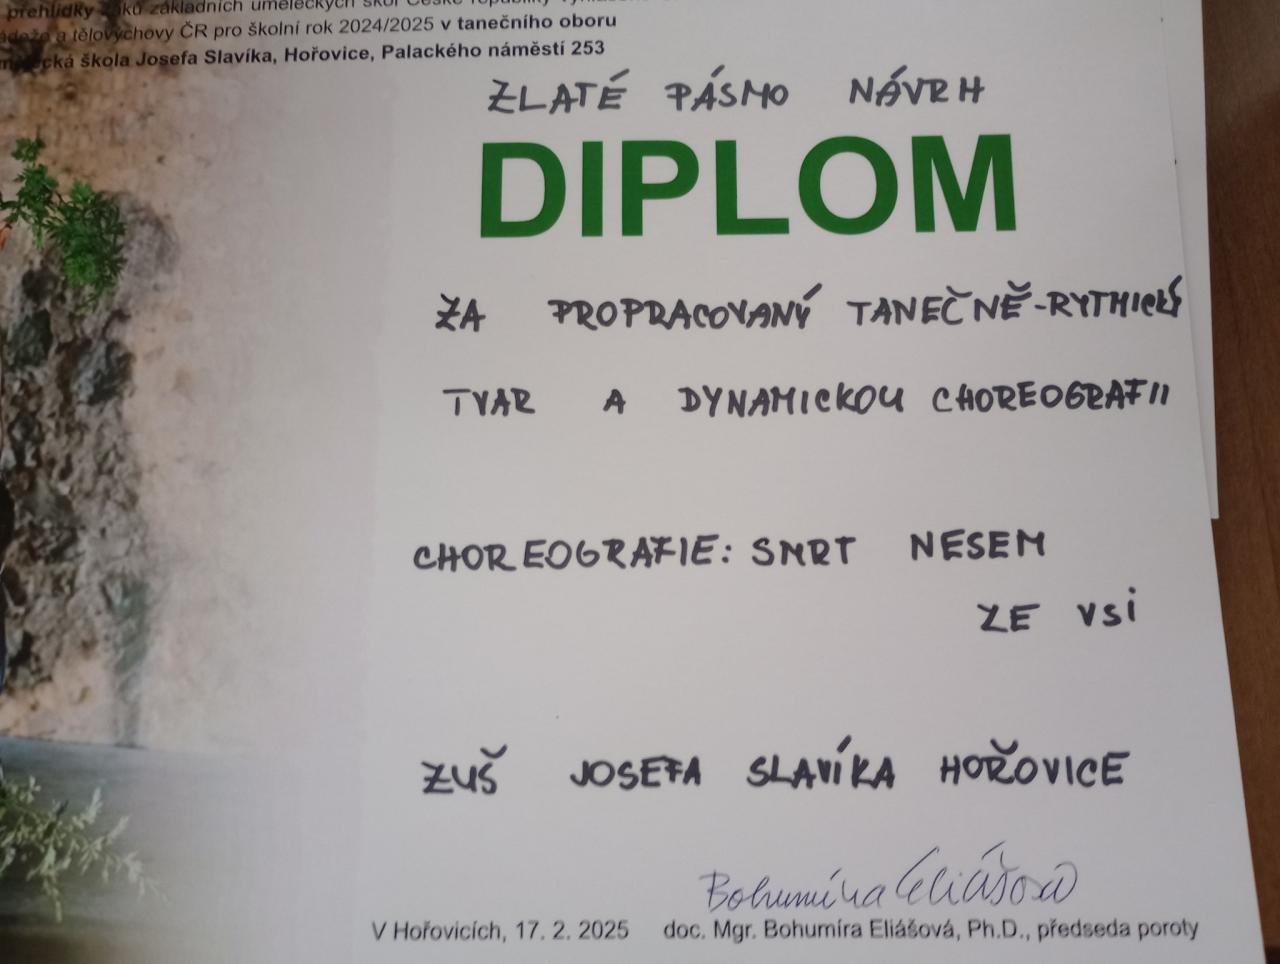 přehlídky žáků základních uměleckých škol České republiky
a tělovýchovy ČR pro školní rok 2024/2025 v tanečního oboru
škola Josefa Slavíka, Hořovice, Palackého náměstí 253
ZLATÉ PÁSMO NÁVRH
DIPLOM
ZA PROPRACOVANÝ TANEČNĚ-RYTMICKÝ
TVAR A DYNAMICKOU CHOREOGRAFII
CHOREOGRAFIE: SMRT NESEM
ZE VSi
ZUŠ JOSEFA SLAVÍKA HOŘOVICE
Bohumíra Eliášová
V Hořovicích, 17. 2. 2025 doc. Mgr. Bohumíra Eliášová, Ph.D., předseda poroty